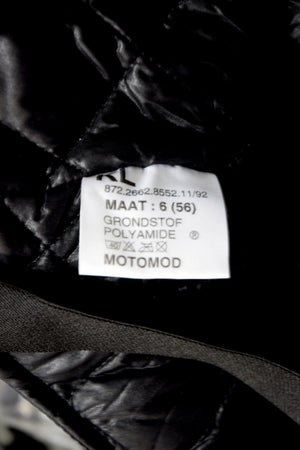 XL
872.2662.8552.11/92
MAAT : 6 (56)
GRONDSTOF
POLYAMIDE ®
MOTOMOD